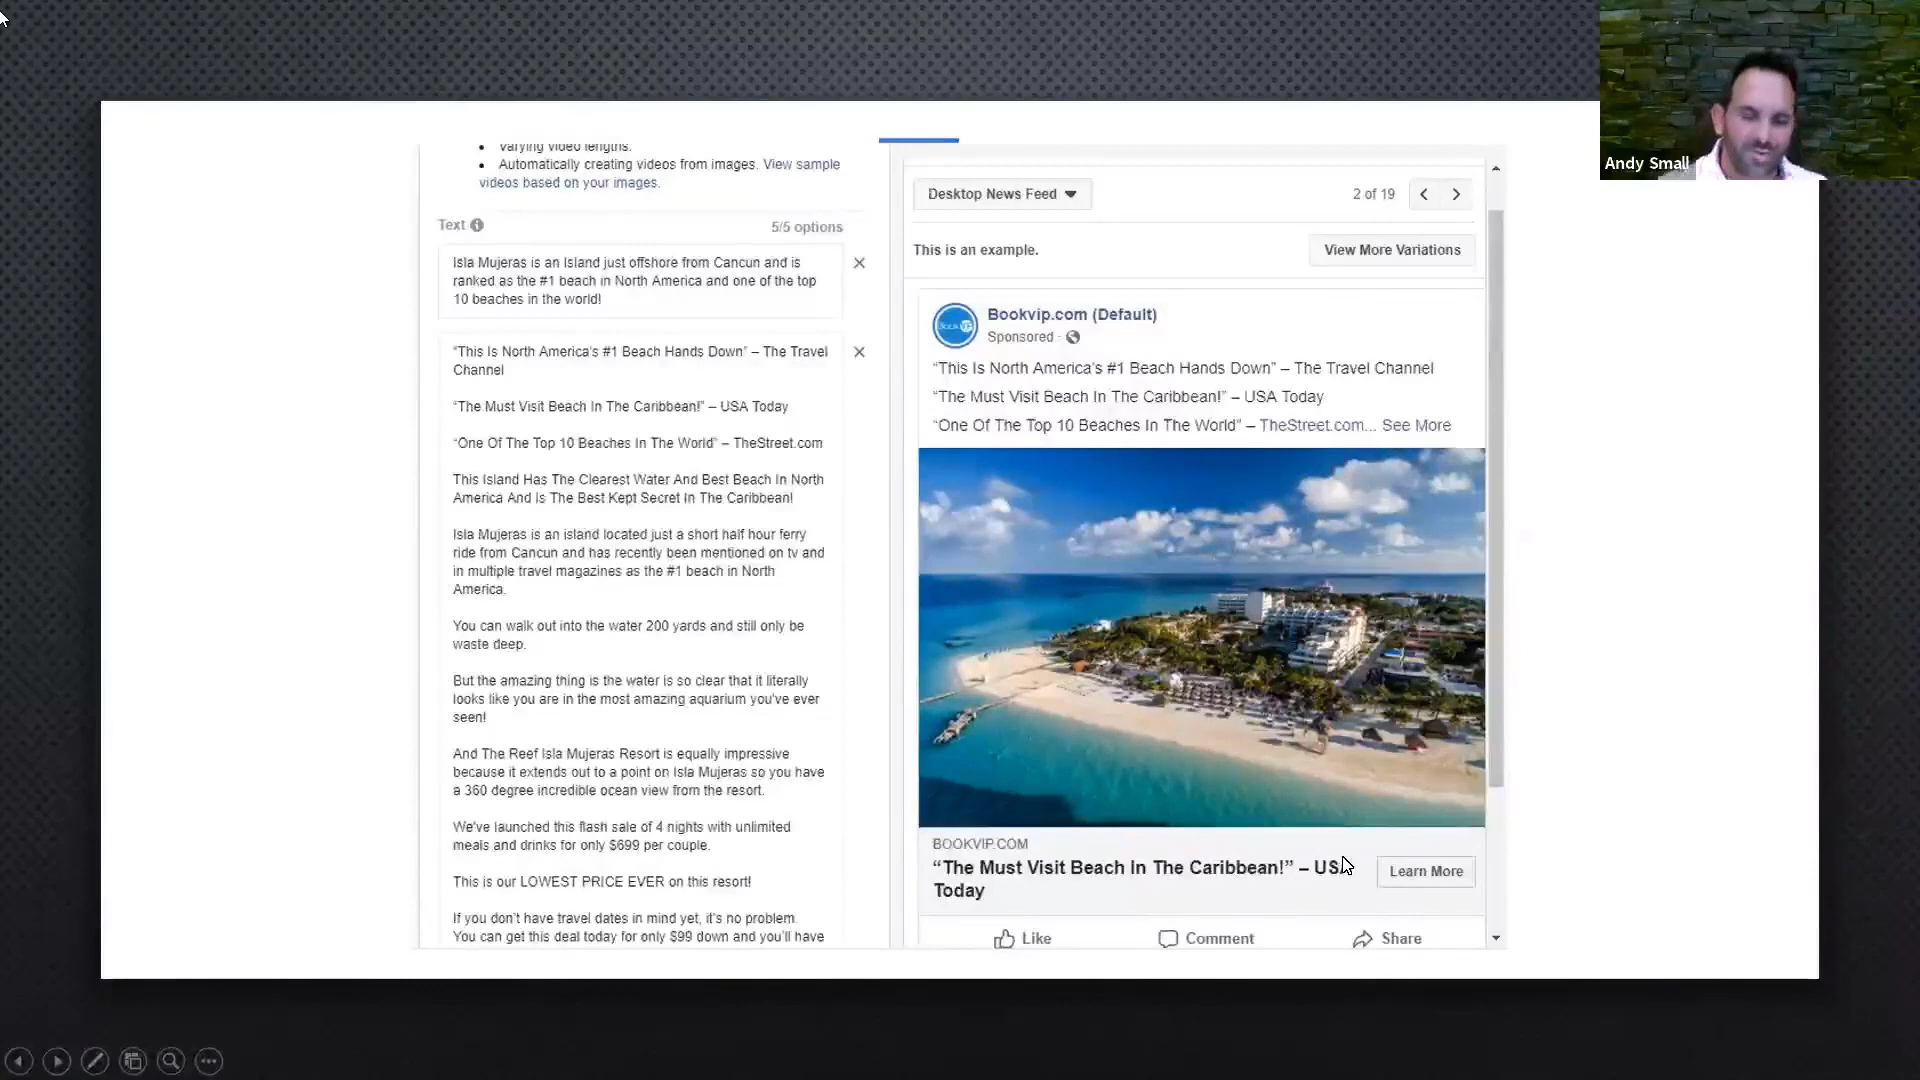 Andy Small
Varying video lengths.
Automatically creating videos from images. View sample
videos based on your images.
Text
5/5 options
Isla Mujeras is an Island just offshore from Cancun and is
ranked as the #1 beach in North America and one of the top
10 beaches in the world!
“This Is North America’s #1 Beach Hands Down” – The Travel
Channel
“The Must Visit Beach In The Caribbean!” – USA Today
“One Of The Top 10 Beaches In The World” – TheStreet.com
This Island Has The Clearest Water And Best Beach In North
America And Is The Best Kept Secret In The Caribbean!
Isla Mujeras is an island located just a short half hour ferry
ride from Cancun and has recently been mentioned on tv and
in multiple travel magazines as the #1 beach in North
America.
You can walk out into the water 200 yards and still only be
waste deep.
But the amazing thing is the water is so clear that it literally
looks like you are in the most amazing aquarium you've ever
seen!
And The Reef Isla Mujeras Resort is equally impressive
because it extends out to a point on Isla Mujeras so you have
a 360 degree incredible ocean view from the resort.
We've launched this flash sale of 4 nights with unlimited
meals and drinks for only $699 per couple.
This is our LOWEST PRICE EVER on this resort!
If you don't have travel dates in mind yet, it's no problem.
You can get this deal today for only $99 down and you'll have
Desktop News Feed
2 of 19
This is an example.
View More Variations
Bookvip.com (Default)
Sponsored ·
“This Is North America’s #1 Beach Hands Down” – The Travel Channel
“The Must Visit Beach In The Caribbean!” – USA Today
“One Of The Top 10 Beaches In The World” – TheStreet.com... See More
BOOKVIP.COM
“The Must Visit Beach In The Caribbean!” – USA
Today
Learn More
Like
Comment
Share